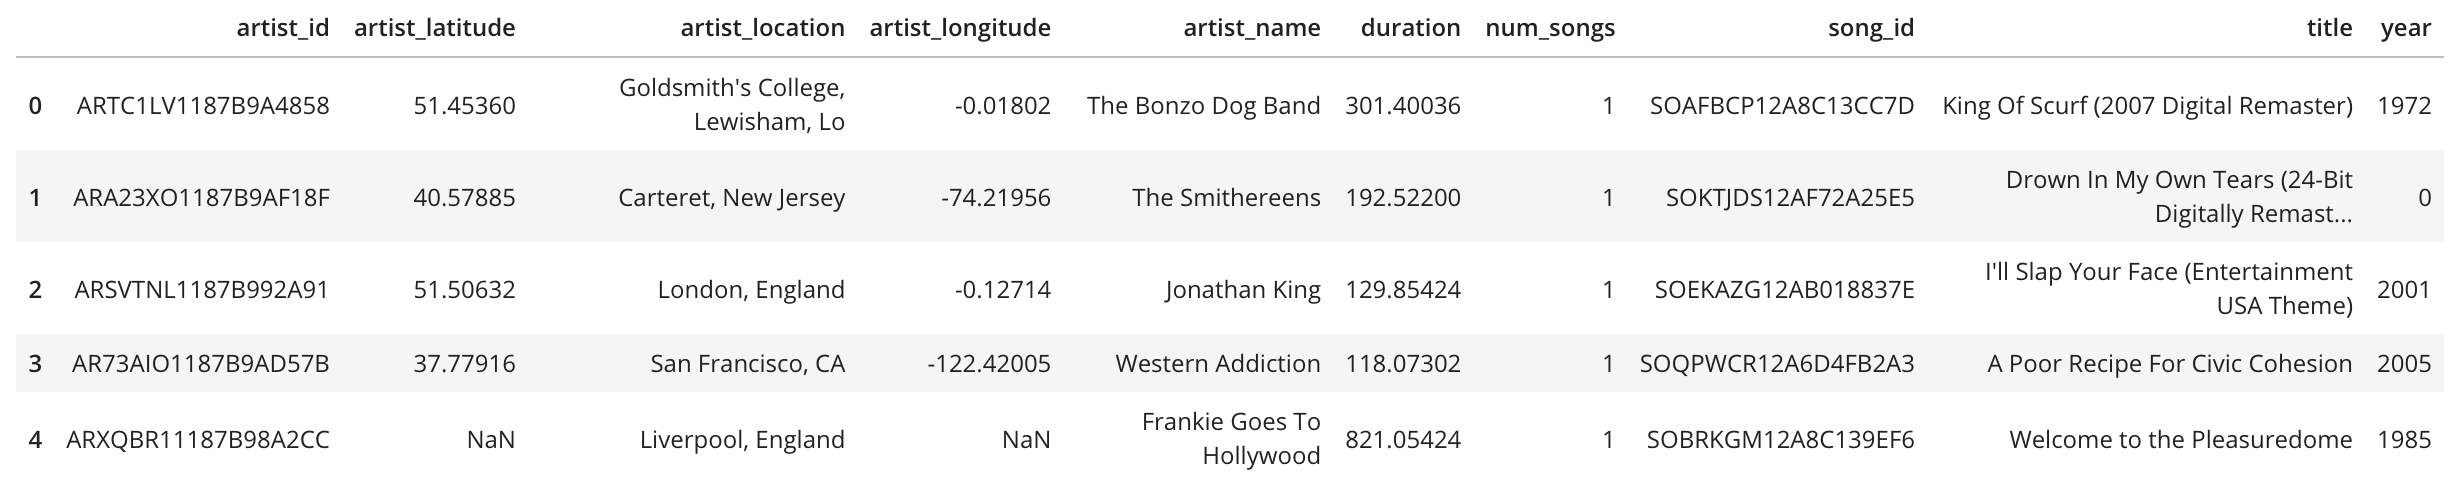 artist_id artist_latitude artist_location artist_longitude artist_name duration num_songs song_id title year
0 ARTC1LV1187B9A4858 51.45360 Goldsmith's College, Lewisham, Lo -0.01802 The Bonzo Dog Band 301.40036 1 SOAFBCP12A8C13CC7D King Of Scurf (2007 Digital Remaster) 1972
1 ARA23XO1187B9AF18F 40.57885 Carteret, New Jersey -74.21956 The Smithereens 192.52200 1 SOKTJDS12AF72A25E5 Drown In My Own Tears (24-Bit Digitally Remast... 0
2 ARSVTNL1187B992A91 51.50632 London, England -0.12714 Jonathan King 129.85424 1 SOEKAZG12AB018837E I'll Slap Your Face (Entertainment USA Theme) 2001
3 AR73AIO1187B9AD57B 37.77916 San Francisco, CA -122.42005 Western Addiction 118.07302 1 SOQPWCR12A6D4FB2A3 A Poor Recipe For Civic Cohesion 2005
4 ARXQBR11187B98A2CC NaN Liverpool, England NaN Frankie Goes To Hollywood 821.05424 1 SOBRKGM12A8C139EF6 Welcome to the Pleasuredome 1985